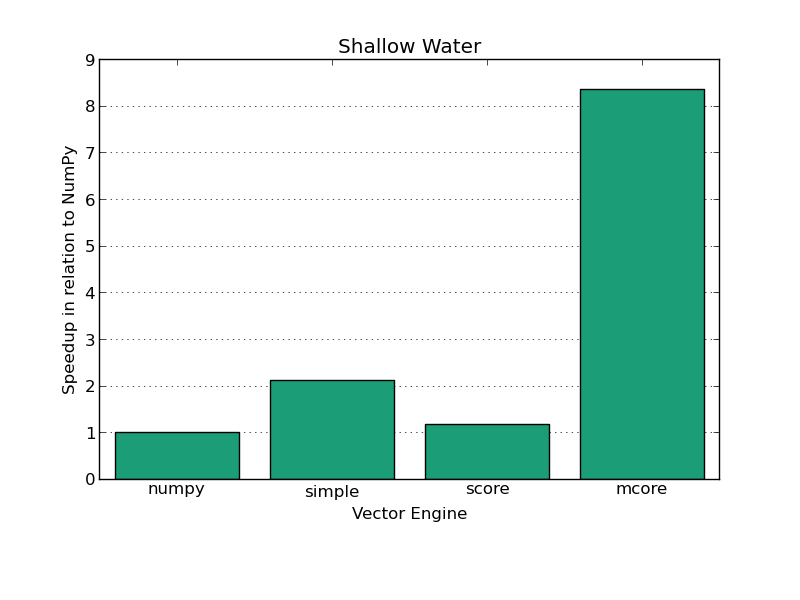 Shallow Water
Speedup in relation to NumPy
9
8
7
6
5
4
3
2
1
0
numpy
simple
score
mcore
Vector Engine